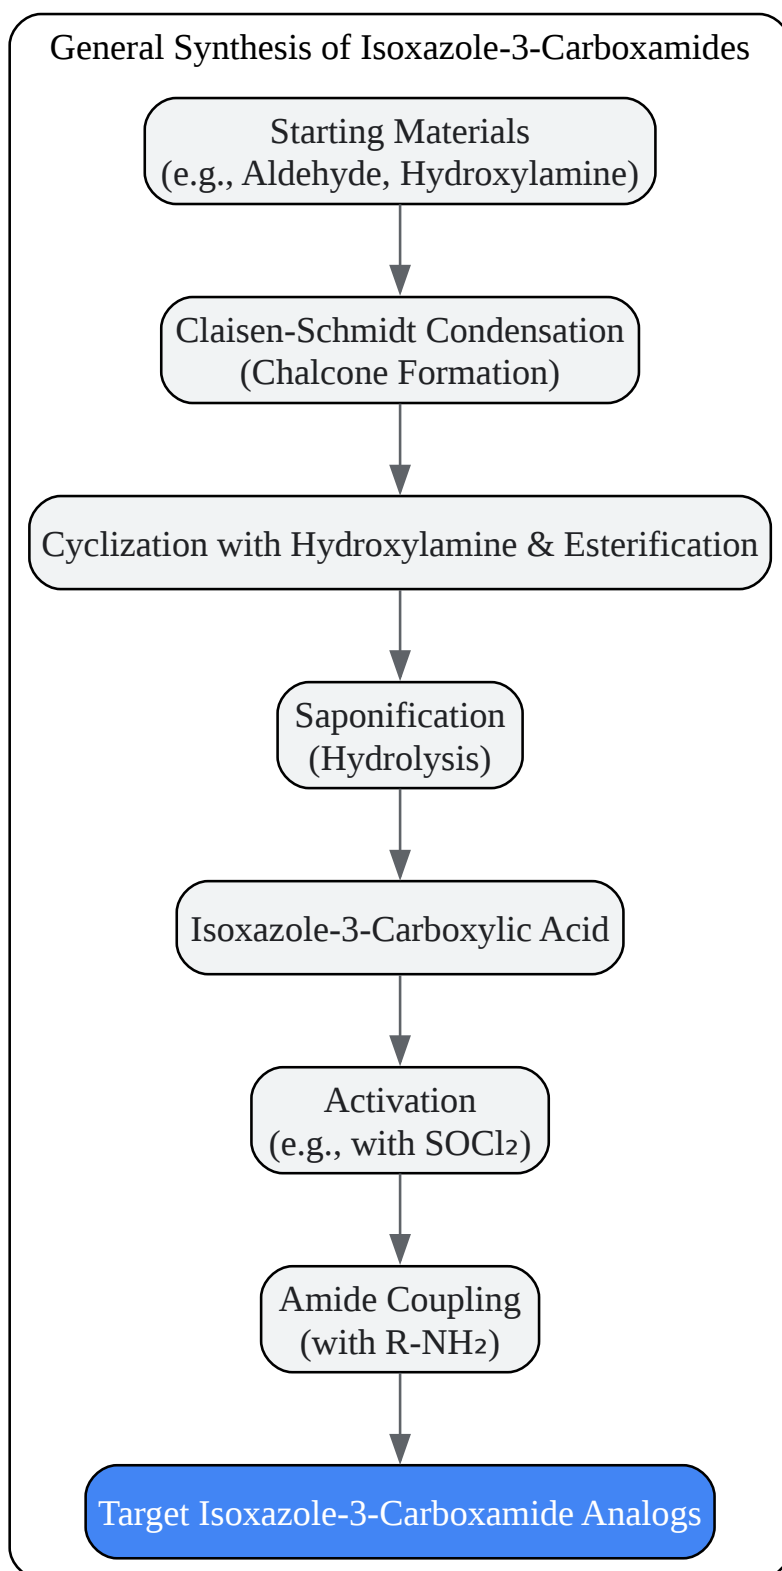 General Synthesis of Isoxazole-3-Carboxamides
Starting Materials
(e.g., Aldehyde, Hydroxylamine)
Claisen-Schmidt Condensation
(Chalcone Formation)
Cyclization with Hydroxylamine & Esterification
Saponification
(Hydrolysis)
Isoxazole-3-Carboxylic Acid
Activation
(e.g., with SOCl₂)
Amide Coupling
(with R-NH₂)
Target Isoxazole-3-Carboxamide Analogs